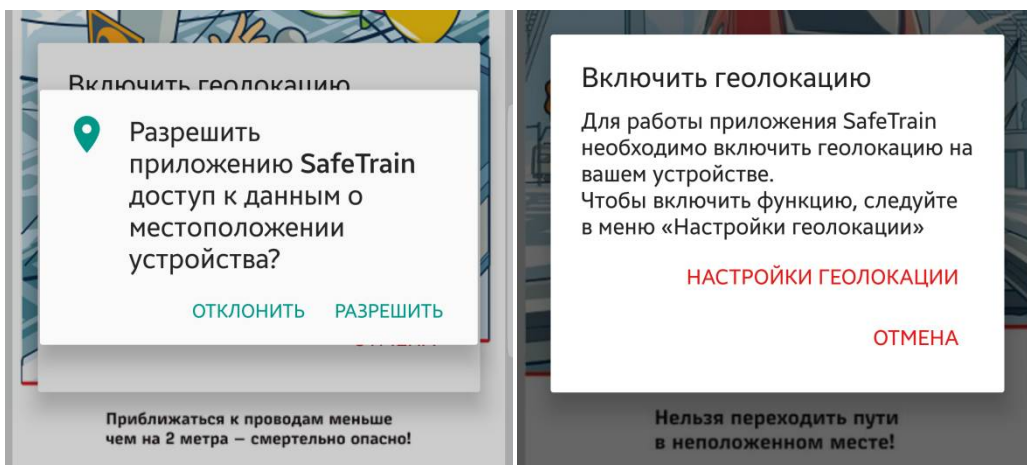 Включить геолокацию
Разрешить
приложению SafeTrain
доступ к данным о
местоположении
устройства?
ОТКЛОНИТЬ РАЗРЕШИТЬ
Приближаться к проводам меньше
чем на 2 метра – смертельно опасно!
Включить геолокацию
Для работы приложения SafeTrain
необходимо включить геолокацию на
вашем устройстве.
Чтобы включить функцию, следуйте
в меню «Настройки геолокации»
НАСТРОЙКИ ГЕОЛОКАЦИИ
ОТМЕНА
Нельзя переходить пути
в неположенном месте!